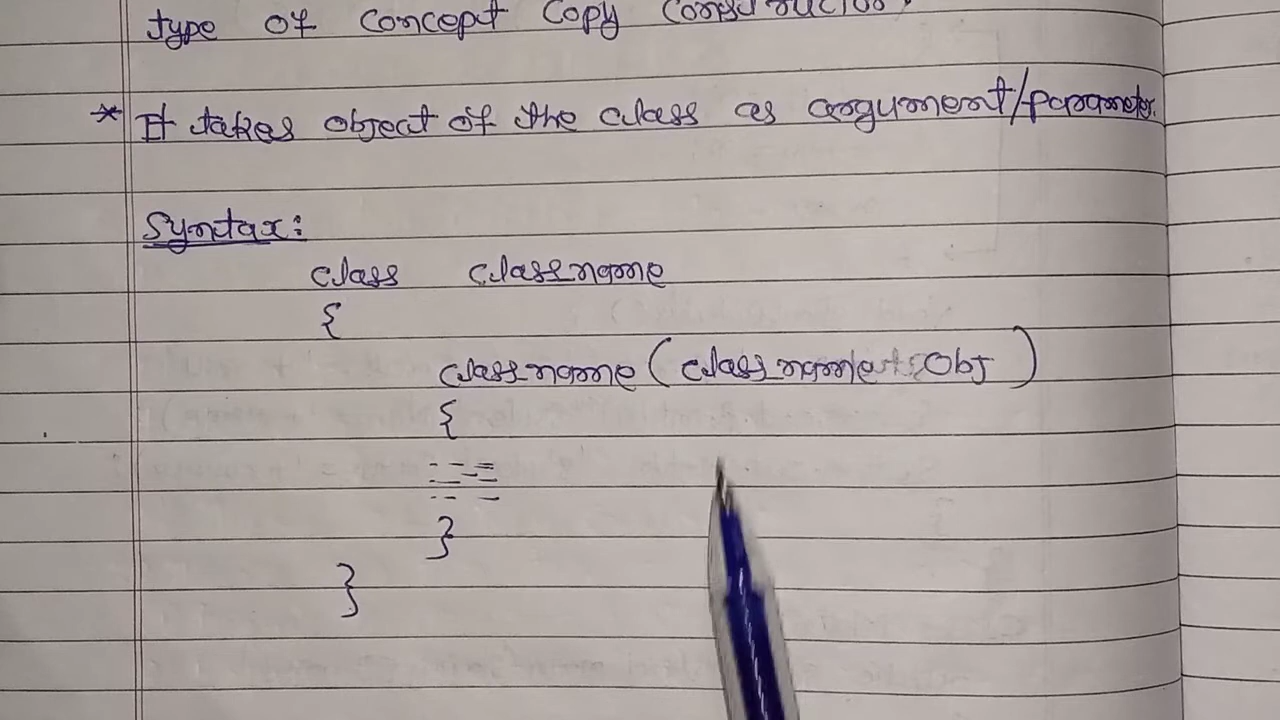 type of concept copy constructor.
* It takes object of the class as argument/parameter.
Syntax:
class classname
{
classname (classname obj)
{
}
}